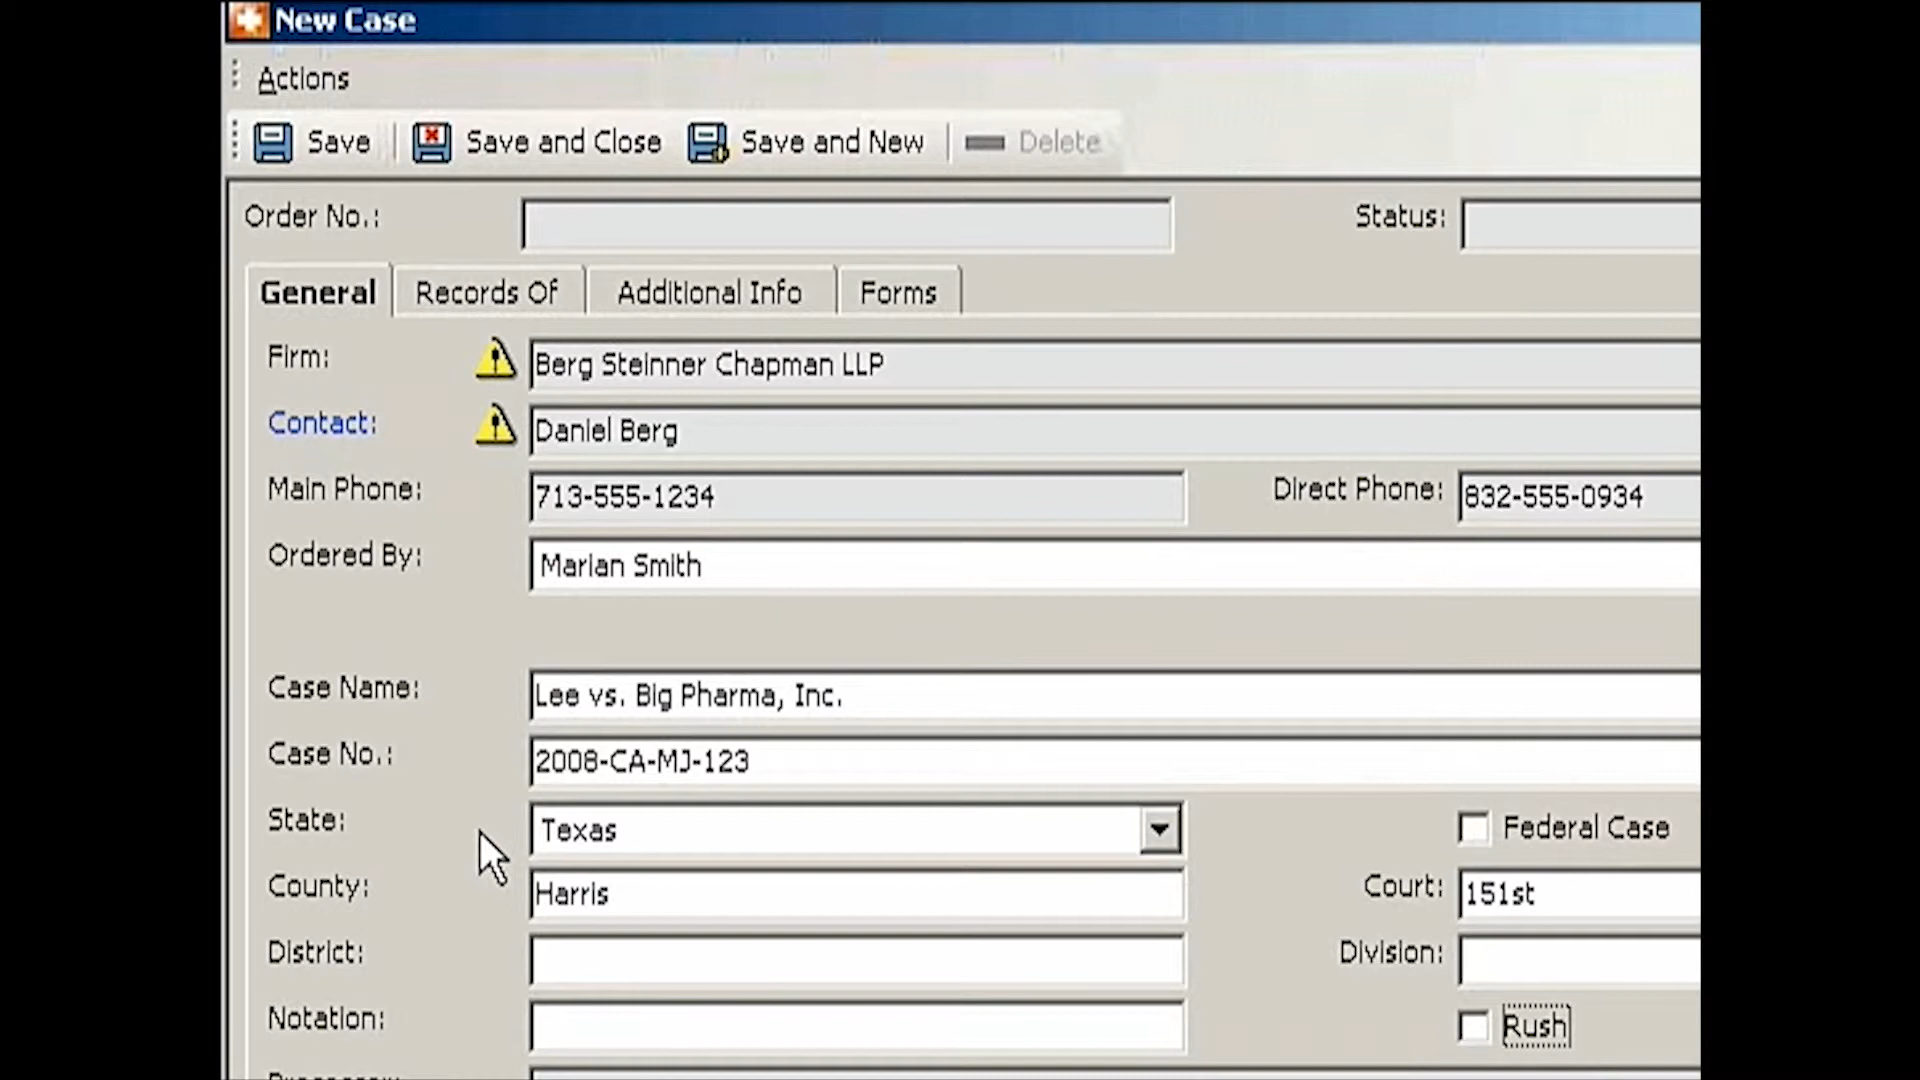 New Case
Actions
Save Save and Close Save and New Delete
Order No.: Status:
General Records Of Additional Info Forms
Firm: Berg Steinner Chapman LLP
Contact: Daniel Berg
Main Phone: 713-555-1234 Direct Phone: 832-555-0934
Ordered By: Marian Smith
Case Name: Lee vs. Big Pharma, Inc.
Case No.: 2008-CA-MJ-123
State: Texas Federal Case
County: Harris Court: 151st
District: Division:
Notation: Rush